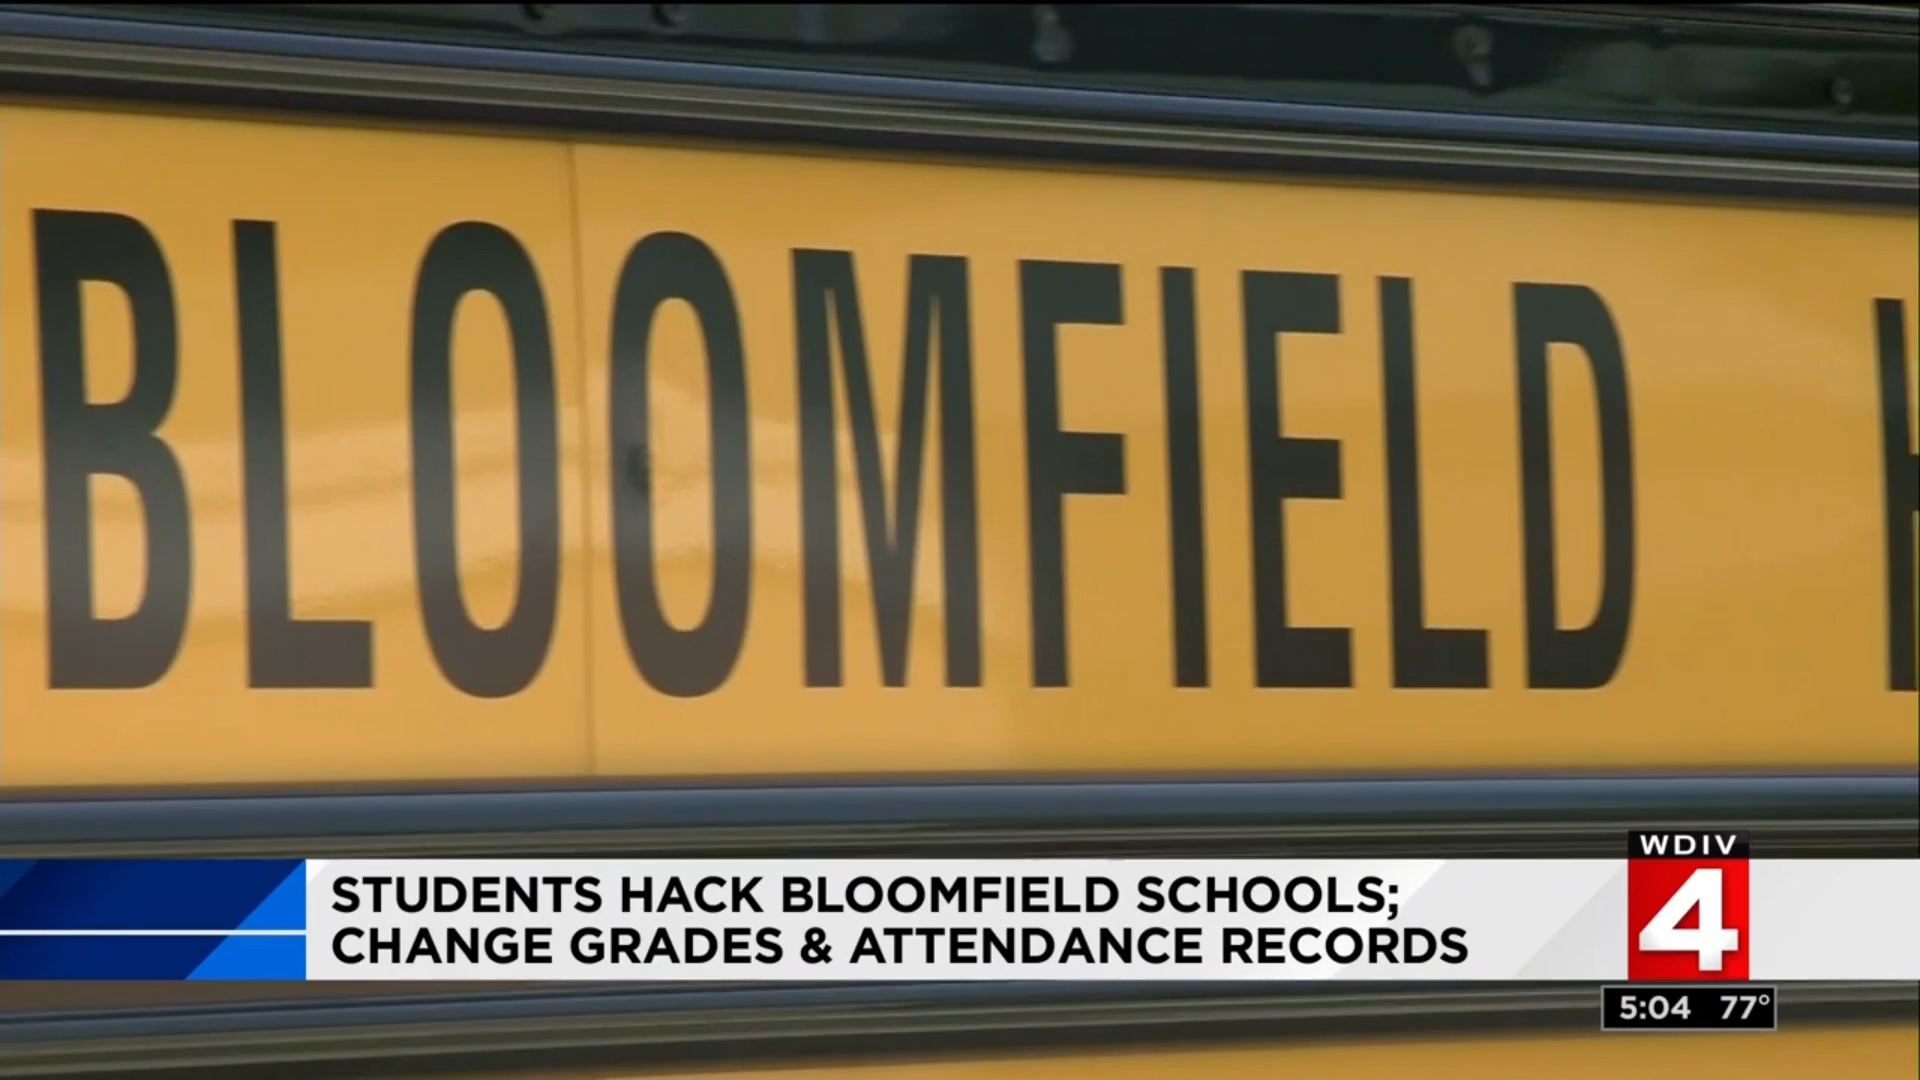 BLOOMFIELD H
STUDENTS HACK BLOOMFIELD SCHOOLS;
CHANGE GRADES & ATTENDANCE RECORDS
WDIV
4
5:04 77°